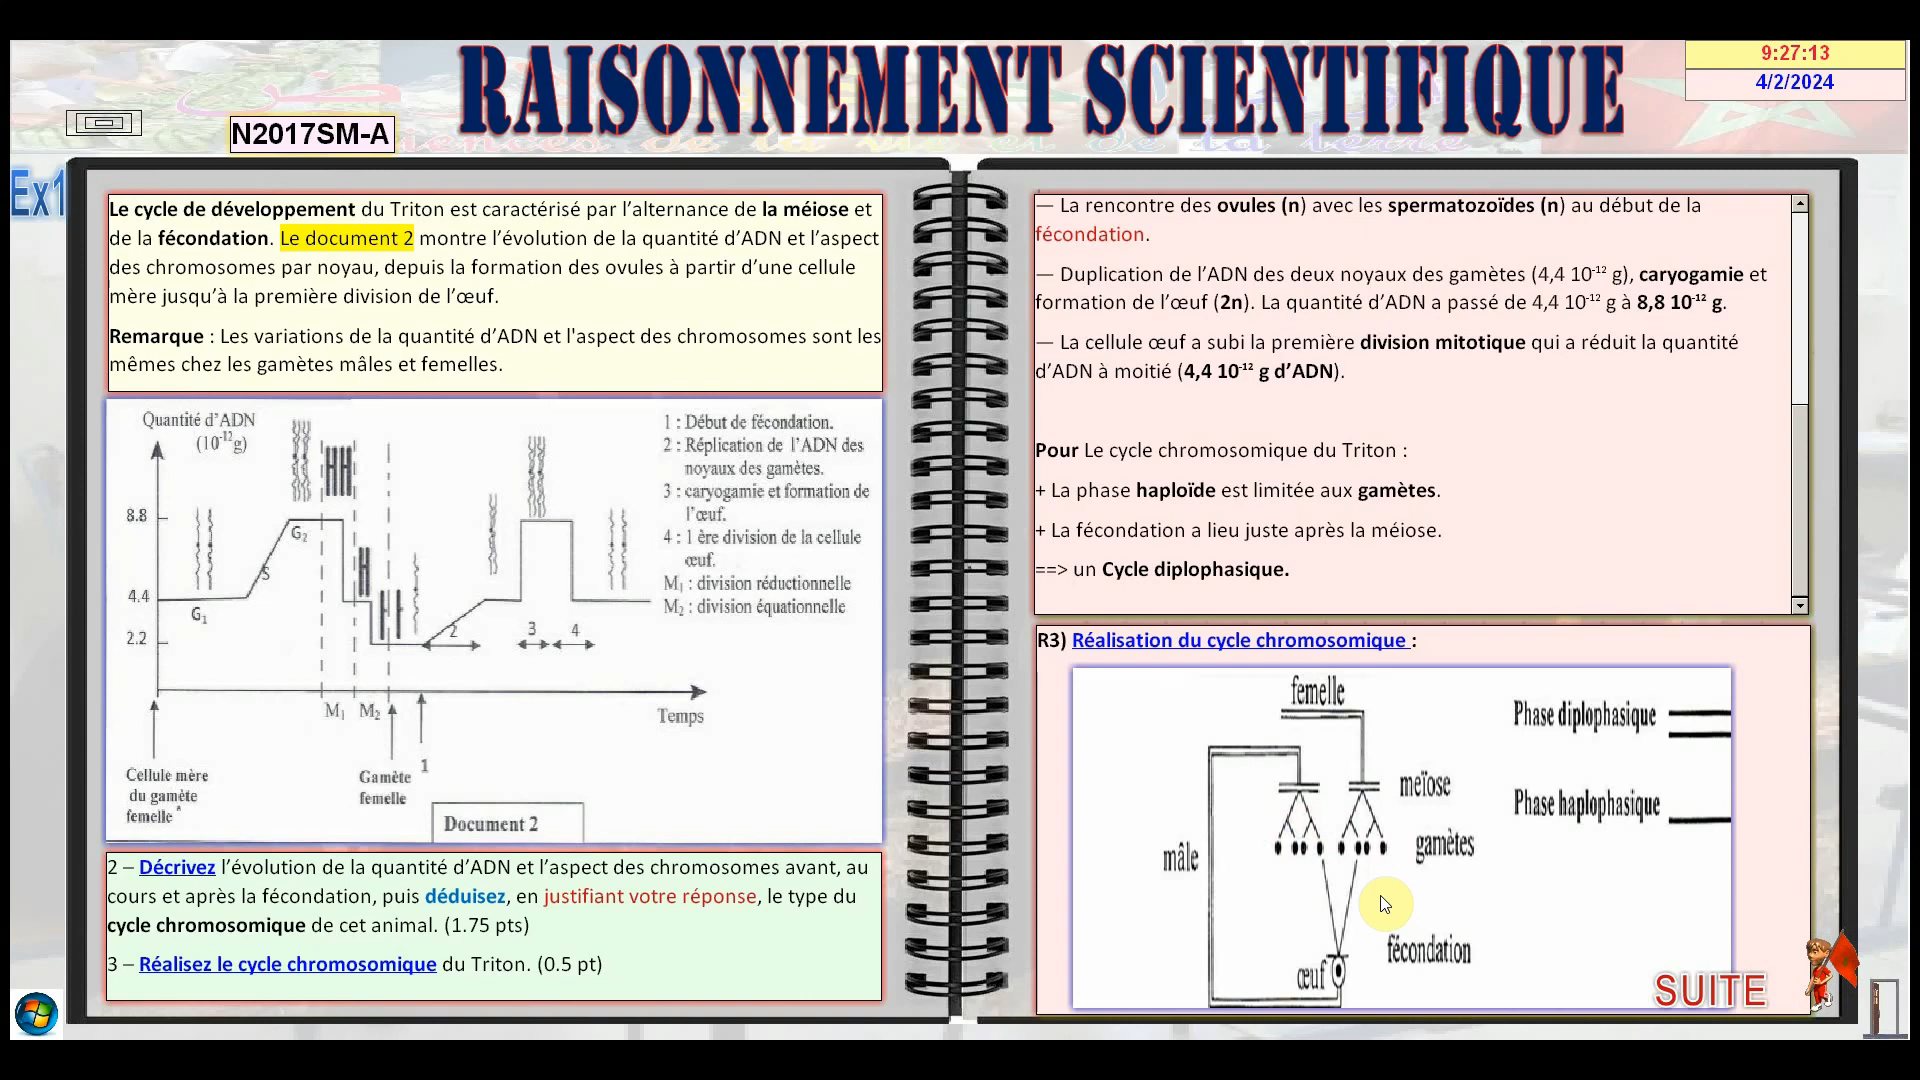 RAISONNEMENT SCIENTIFIQUE
9:27:13
4/2/2024
N2017SM-A
Ex1
Le cycle de développement du Triton est caractérisé par l’alternance de la méiose et
de la fécondation. Le document 2 montre l’évolution de la quantité d’ADN et l’aspect
des chromosomes par noyau, depuis la formation des ovules à partir d’une cellule
mère jusqu’à la première division de l’œuf.
Remarque : Les variations de la quantité d’ADN et l'aspect des chromosomes sont les
mêmes chez les gamètes mâles et femelles.
Quantité d’ADN
(10⁻¹²g)
8.8
4.4
2.2
G₁
S
G₂
2
3
4
M₁
M₂
Temps
1
Cellule mère
du gamète
femelle
Gamète
femelle
1 : Début de fécondation.
2 : Réplication de l’ADN des
noyaux des gamètes.
3 : caryogamie et formation de
l’œuf.
4 : 1 ère division de la cellule
œuf.
M₁ : division réductionnelle
M₂ : division équationnelle
Document 2
2 – Décrivez l’évolution de la quantité d’ADN et l’aspect des chromosomes avant, au
cours et après la fécondation, puis déduisez, en justifiant votre réponse, le type du
cycle chromosomique de cet animal. (1.75 pts)
3 – Réalisez le cycle chromosomique du Triton. (0.5 pt)
— La rencontre des ovules (n) avec les spermatozoïdes (n) au début de la
fécondation.
— Duplication de l’ADN des deux noyaux des gamètes (4,4 10⁻¹² g), caryogamie et
formation de l’œuf (2n). La quantité d’ADN a passé de 4,4 10⁻¹² g à 8,8 10⁻¹² g.
— La cellule œuf a subi la première division mitotique qui a réduit la quantité
d’ADN à moitié (4,4 10⁻¹² g d’ADN).
Pour Le cycle chromosomique du Triton :
+ La phase haploïde est limitée aux gamètes.
+ La fécondation a lieu juste après la méiose.
==> un Cycle diplophasique.
R3) Réalisation du cycle chromosomique :
femelle
Phase diplophasique
meïose
Phase haplophasique
gamètes
mâle
fécondation
œuf
SUITE